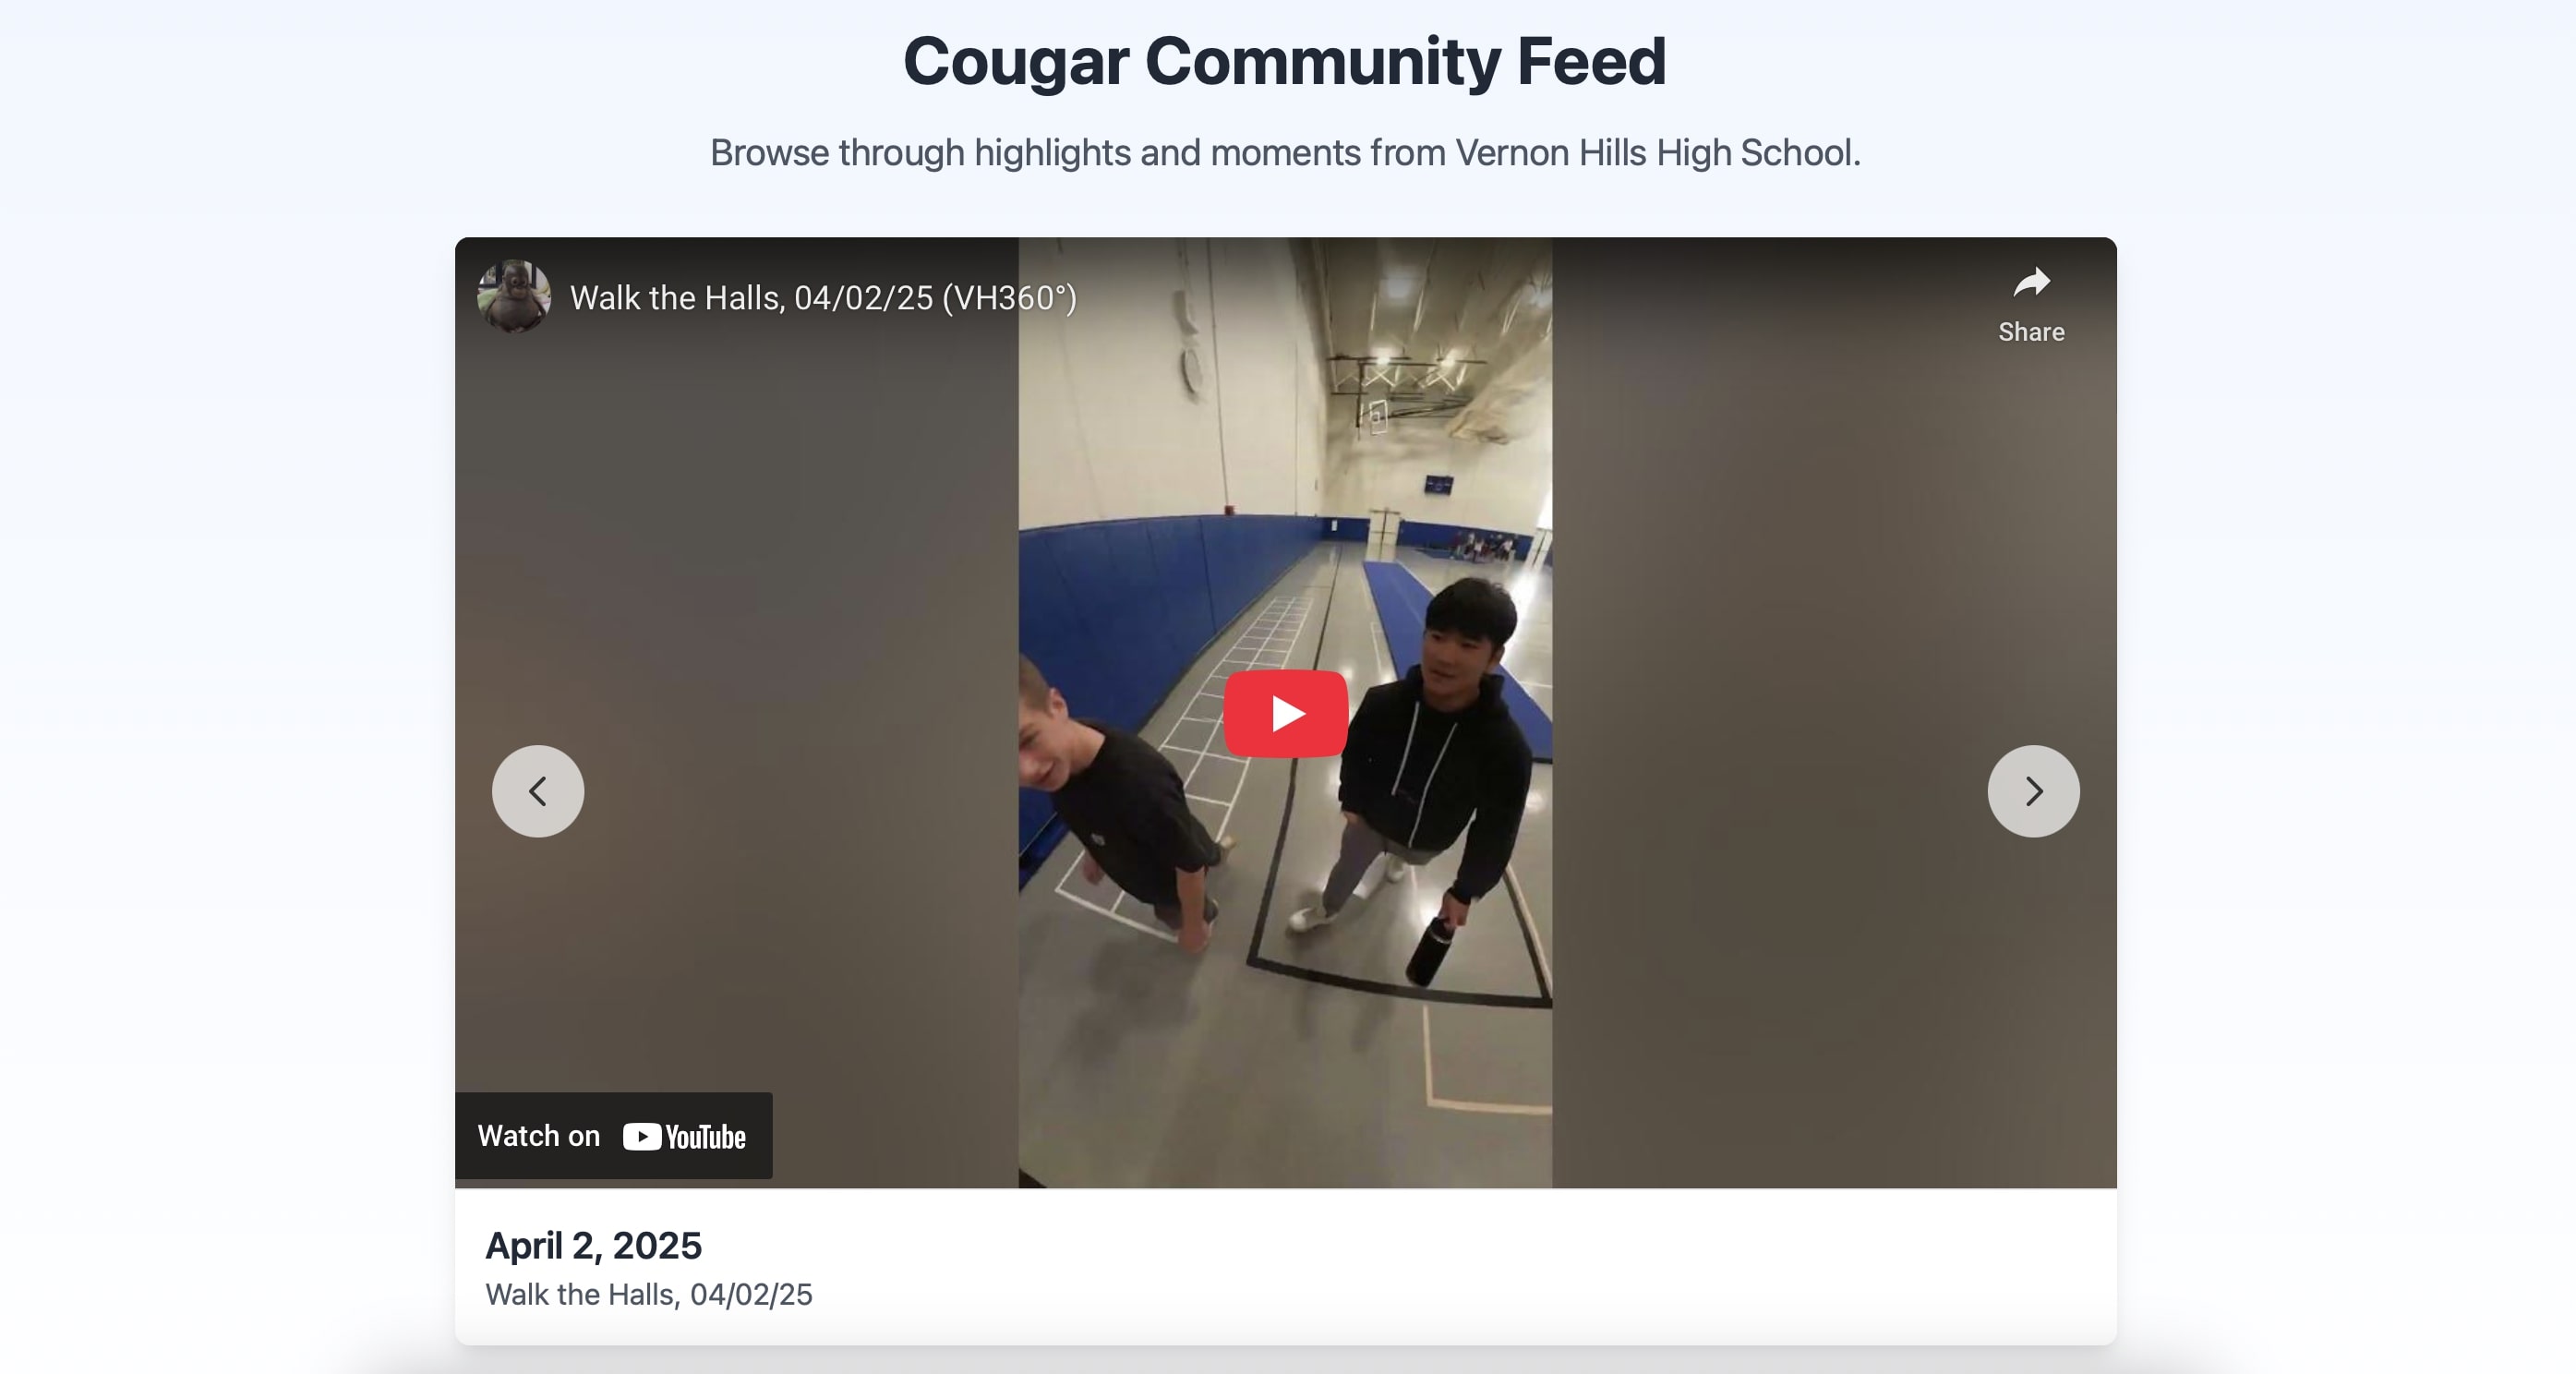 Cougar Community Feed
Browse through highlights and moments from Vernon Hills High School.
Walk the Halls, 04/02/25 (VH360°)
Share
Watch on YouTube
April 2, 2025
Walk the Halls, 04/02/25